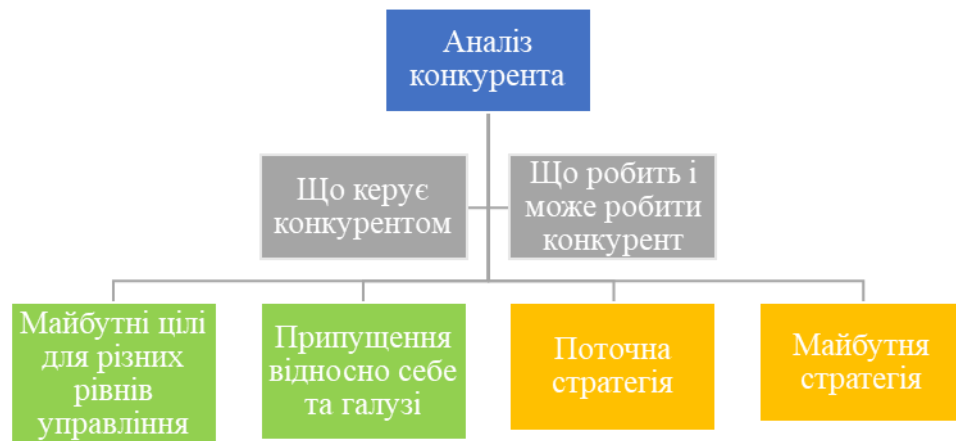 Аналіз
конкурента
Що керує
конкурентом
Що робить і
може робити
конкурент
Майбутні цілі
для різних
рівнів
управління
Припущення
відносно себе
та галузі
Поточна
стратегія
Майбутня
стратегія